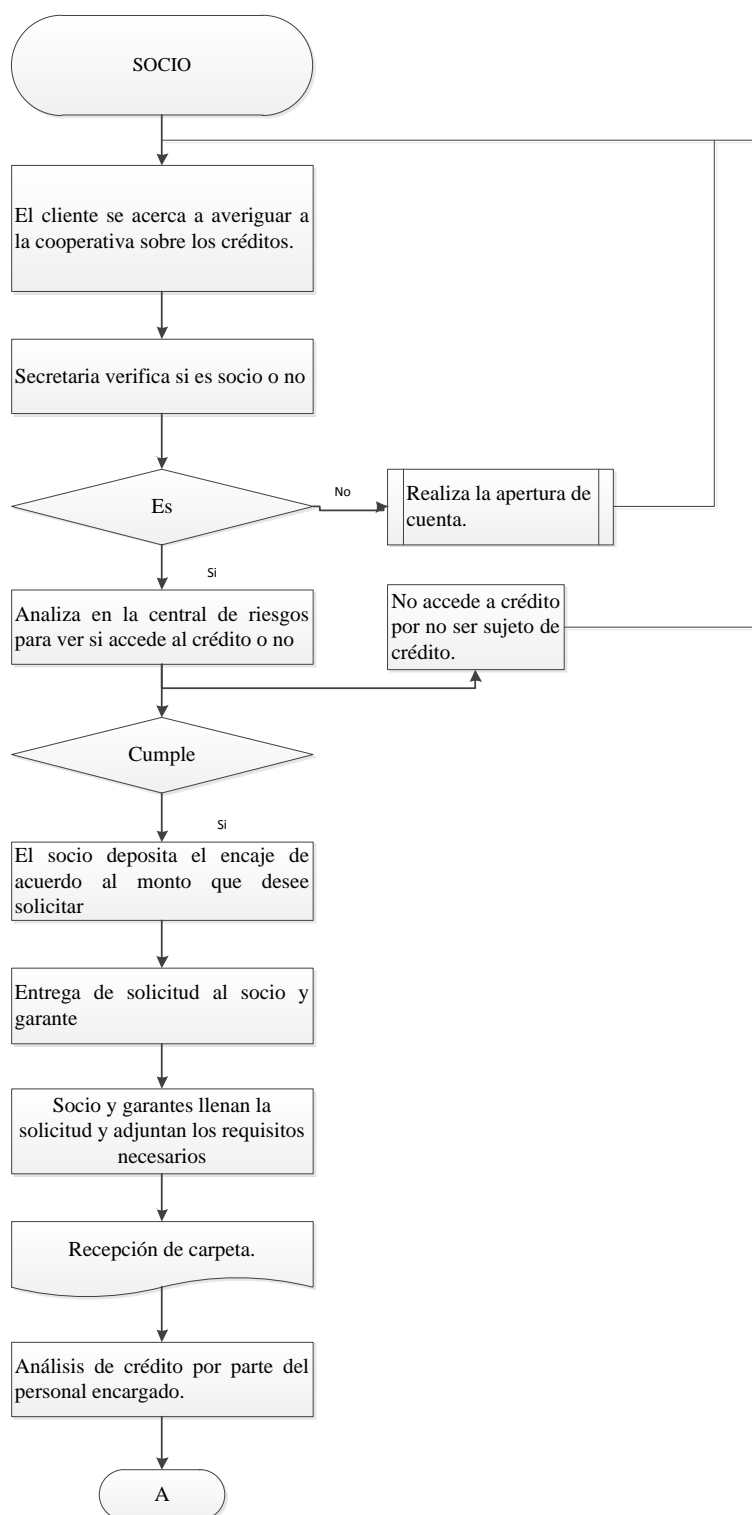 SOCIO
El cliente se acerca a averiguar a
la cooperativa sobre los créditos.
Secretaria verifica si es socio o no
Es
No
Realiza la apertura de
cuenta.
Si
Analiza en la central de riesgos
para ver si accede al crédito o no
No accede a crédito
por no ser sujeto de
crédito.
Cumple
Si
El socio deposita el encaje de
acuerdo al monto que desee
solicitar
Entrega de solicitud al socio y
garante
Socio y garantes llenan la
solicitud y adjuntan los requisitos
necesarios
Recepción de carpeta.
Análisis de crédito por parte del
personal encargado.
A